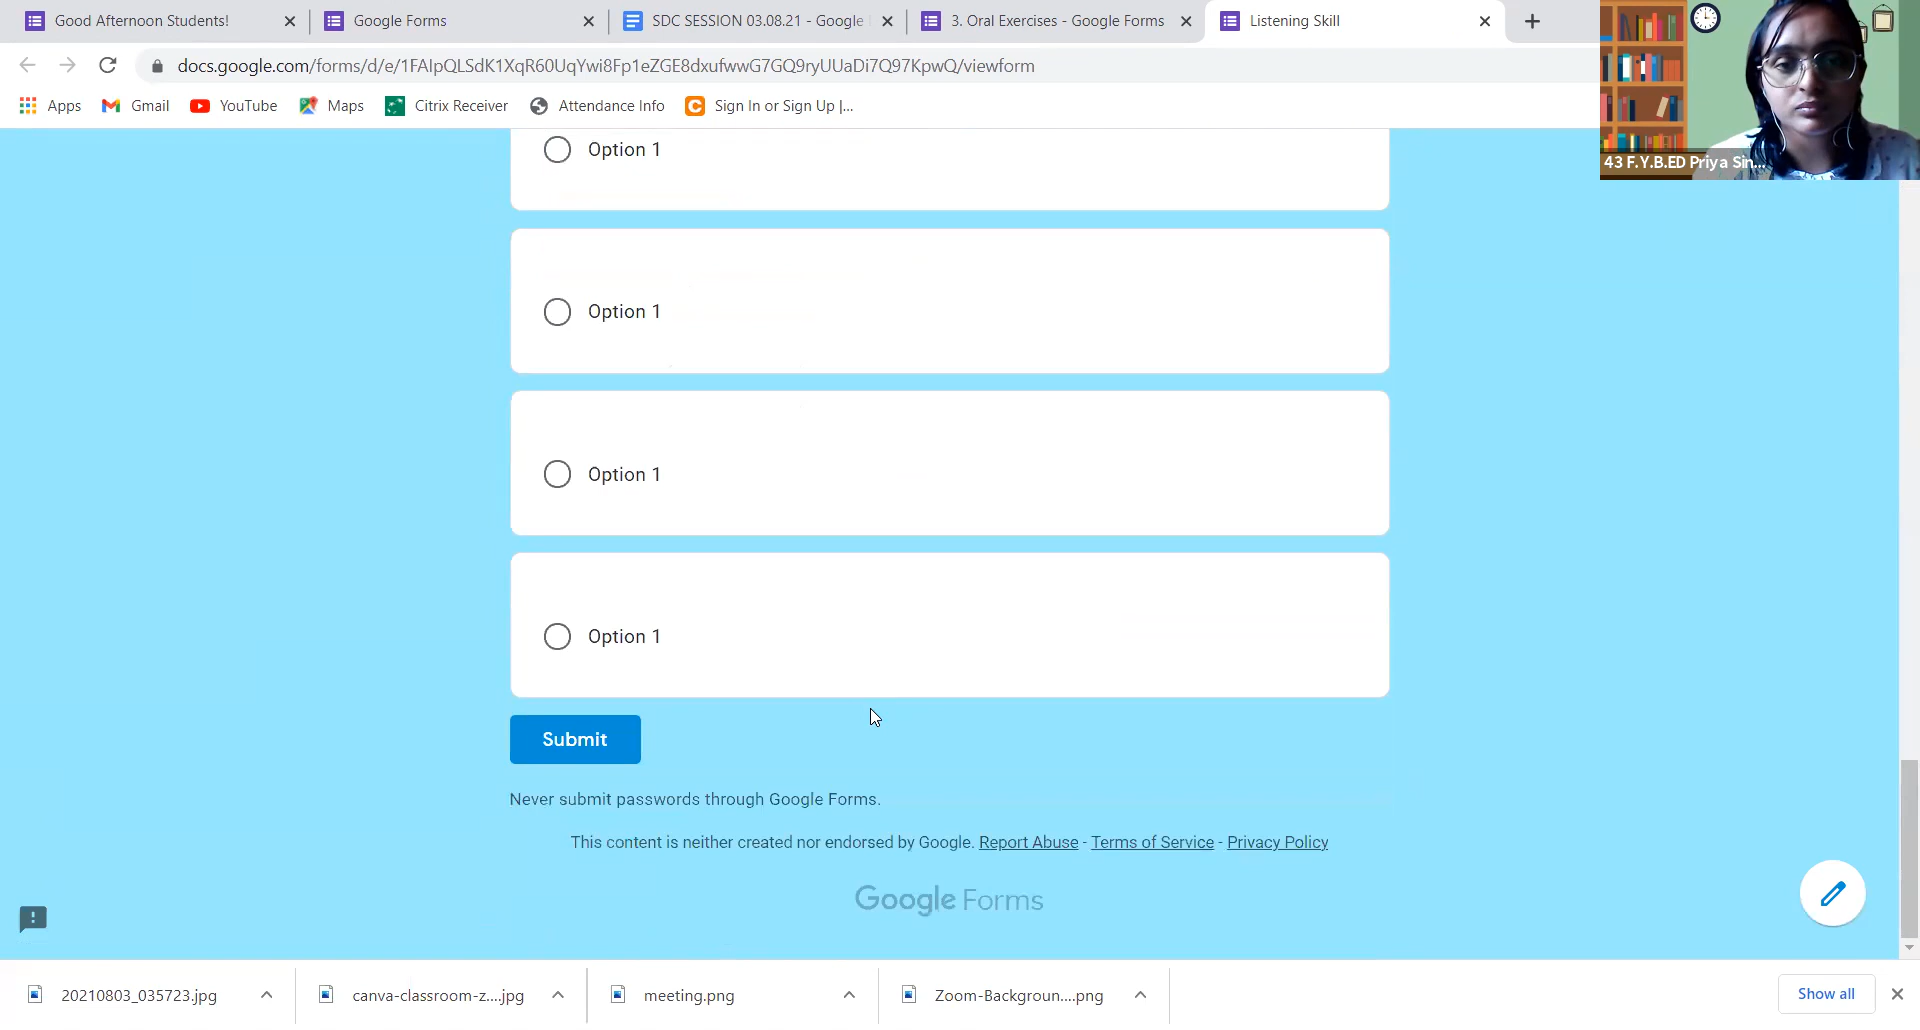 Good Afternoon Students!
Google Forms
SDC SESSION 03.08.21 - Google
3. Oral Exercises - Google Forms
Listening Skill
docs.google.com/forms/d/e/1FAIpQLSdK1XqR60UqYwi8Fp1eZGE8dxufwwG7GQ9ryUUaDi7Q97KpwQ/viewform
Apps
Gmail
YouTube
Maps
Citrix Receiver
Attendance Info
Sign In or Sign Up |...
43 F.Y.B.ED Priya Sin...
Option 1
Option 1
Option 1
Option 1
Submit
Never submit passwords through Google Forms.
This content is neither created nor endorsed by Google. Report Abuse - Terms of Service - Privacy Policy
Google Forms
20210803_035723.jpg
canva-classroom-z....jpg
meeting.png
Zoom-Backgroun....png
Show all